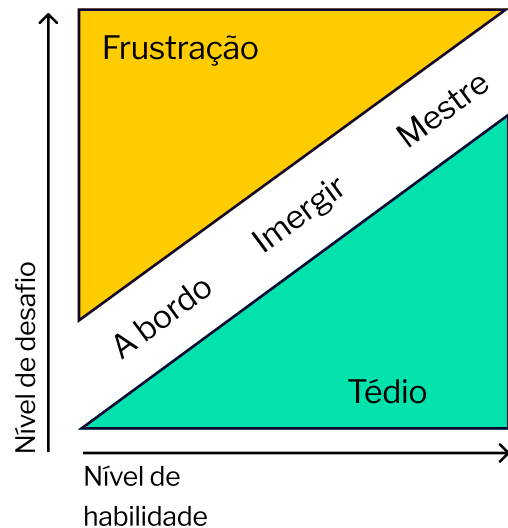 Frustração
Mestre
Imergir
A bordo
Tédio
Nível de desafio
Nível de
habilidade